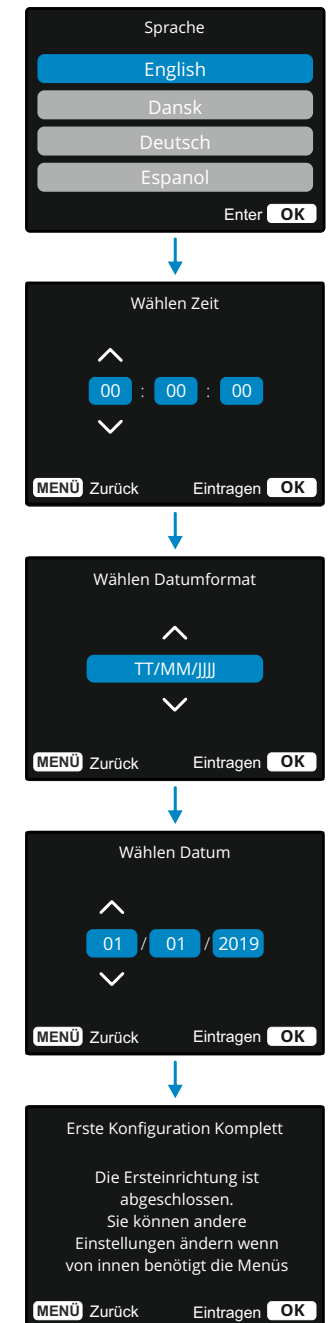 Sprache
English
Dansk
Deutsch
Espanol
Enter OK
Wählen Zeit
00 : 00 : 00
MENÜ Zurück Eintragen OK
Wählen Datumformat
TT/MM/JJJJ
MENÜ Zurück Eintragen OK
Wählen Datum
01 / 01 / 2019
MENÜ Zurück Eintragen OK
Erste Konfiguration Komplett
Die Ersteinrichtung ist
abgeschlossen.
Sie können andere
Einstellungen ändern wenn
von innen benötigt die Menüs
MENÜ Zurück Eintragen OK